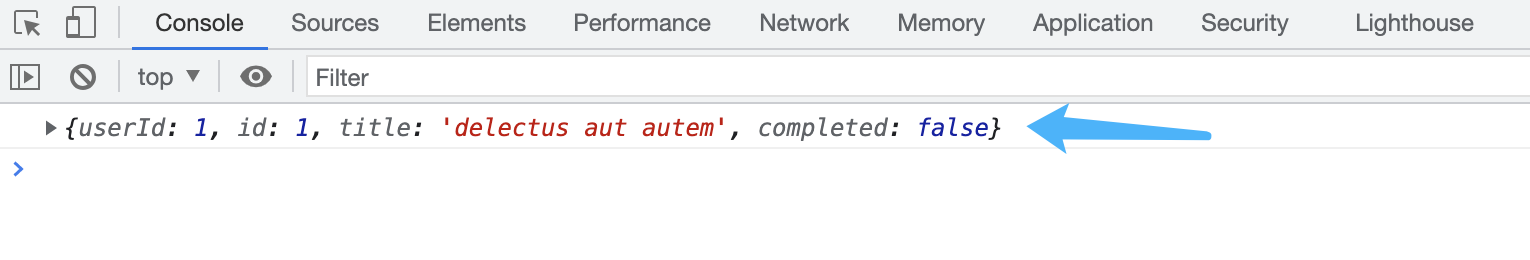 Console Sources Elements Performance Network Memory Application Security Lighthouse
top Filter
{userId: 1, id: 1, title: 'delectus aut autem', completed: false}